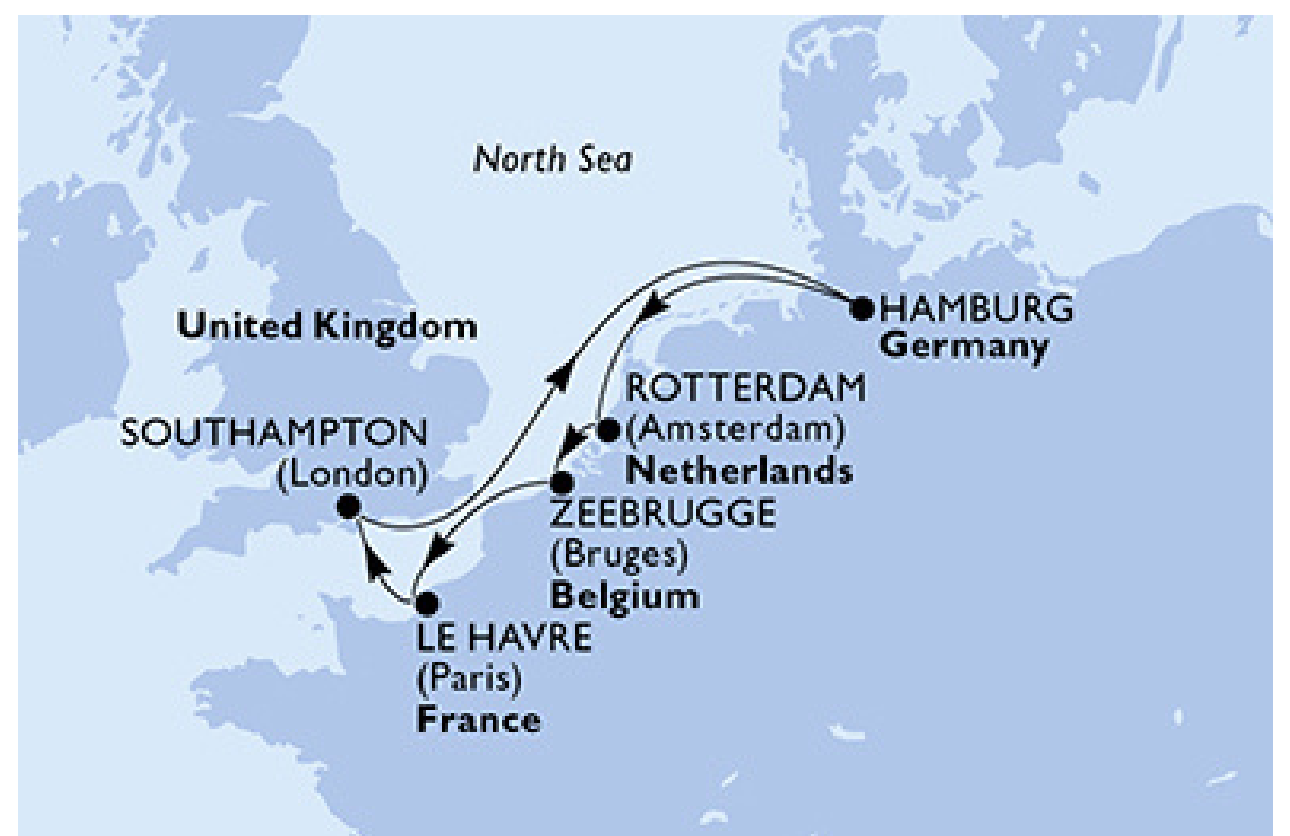 North Sea
United Kingdom
HAMBURG
Germany
ROTTERDAM
(Amsterdam)
Netherlands
SOUTHAMPTON
(London)
ZEEBRUGGE
(Bruges)
Belgium
LE HAVRE
(Paris)
France